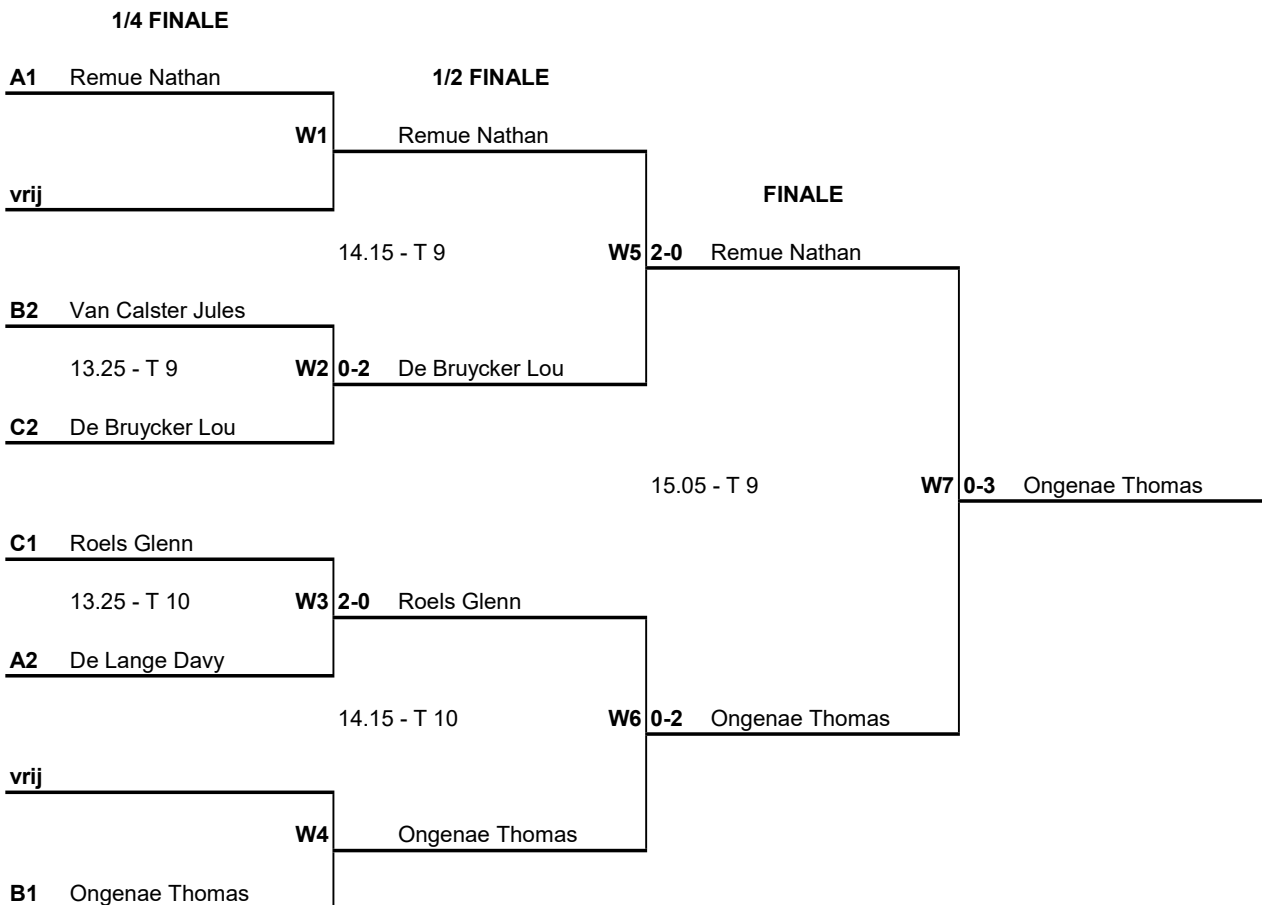 1/4 FINALE
A1 Remue Nathan 1/2 FINALE
W1 Remue Nathan
vrij FINALE
14.15 - T 9 W5 2-0 Remue Nathan
B2 Van Calster Jules
13.25 - T 9 W2 0-2 De Bruycker Lou
C2 De Bruycker Lou
15.05 - T 9 W7 0-3 Ongenae Thomas
C1 Roels Glenn
13.25 - T 10 W3 2-0 Roels Glenn
A2 De Lange Davy
14.15 - T 10 W6 0-2 Ongenae Thomas
vrij
W4 Ongenae Thomas
B1 Ongenae Thomas